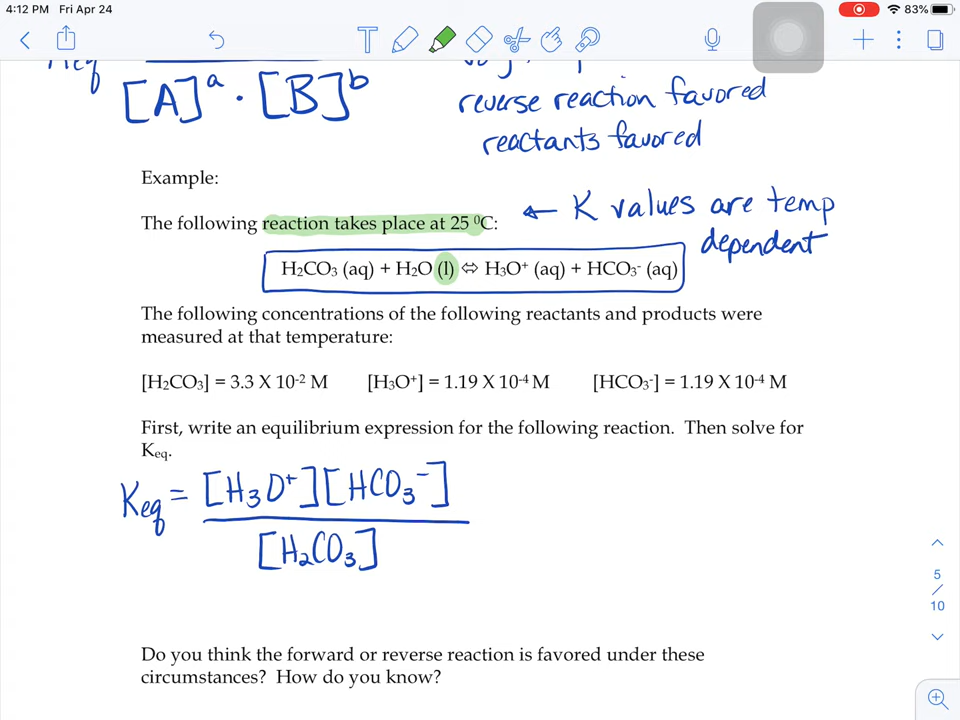 4:12 PM Fri Apr 24
83%
T
[A]ᵃ · [B]ᵇ
reverse reaction favored
reactants favored
Example:
The following reaction takes place at 25 ⁰C:
← K values are temp
dependent
H₂CO₃ (aq) + H₂O (l) ⇔ H₃O⁺ (aq) + HCO₃⁻ (aq)
The following concentrations of the following reactants and products were
measured at that temperature:
[H₂CO₃] = 3.3 X 10⁻² M [H₃O⁺] = 1.19 X 10⁻⁴ M [HCO₃⁻] = 1.19 X 10⁻⁴ M
First, write an equilibrium expression for the following reaction. Then solve for
Keq.
Keq = [H₃O⁺][HCO₃⁻]
[H₂CO₃]
5
/
10
Do you think the forward or reverse reaction is favored under these
circumstances? How do you know?